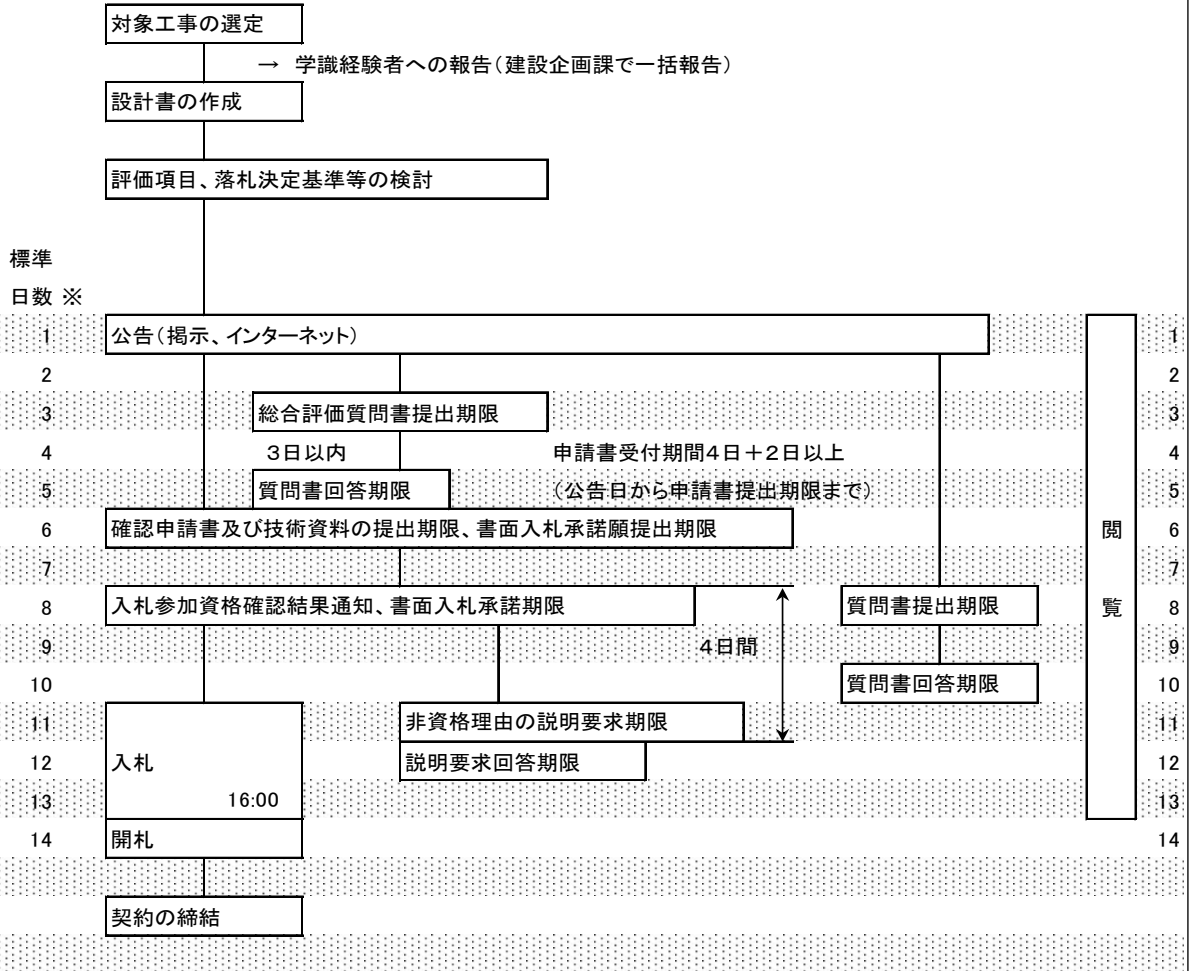 対象工事の選定
→ 学識経験者への報告(建設企画課で一括報告)
設計書の作成
評価項目、落札決定基準等の検討
標準
日数 ※
1 公告(掲示、インターネット) 1
2 2
3 総合評価質問書提出期限 3
4 3日以内 申請書受付期間4日+2日以上 4
5 質問書回答期限 (公告日から申請書提出期限まで) 5
6 確認申請書及び技術資料の提出期限、書面入札承諾願提出期限 閲 6
7 7
8 入札参加資格確認結果通知、書面入札承諾期限 質問書提出期限 覧 8
9 4日間 9
10 質問書回答期限 10
11 非資格理由の説明要求期限 11
12 入札 説明要求回答期限 12
13 16:00 13
14 開札 14
契約の締結